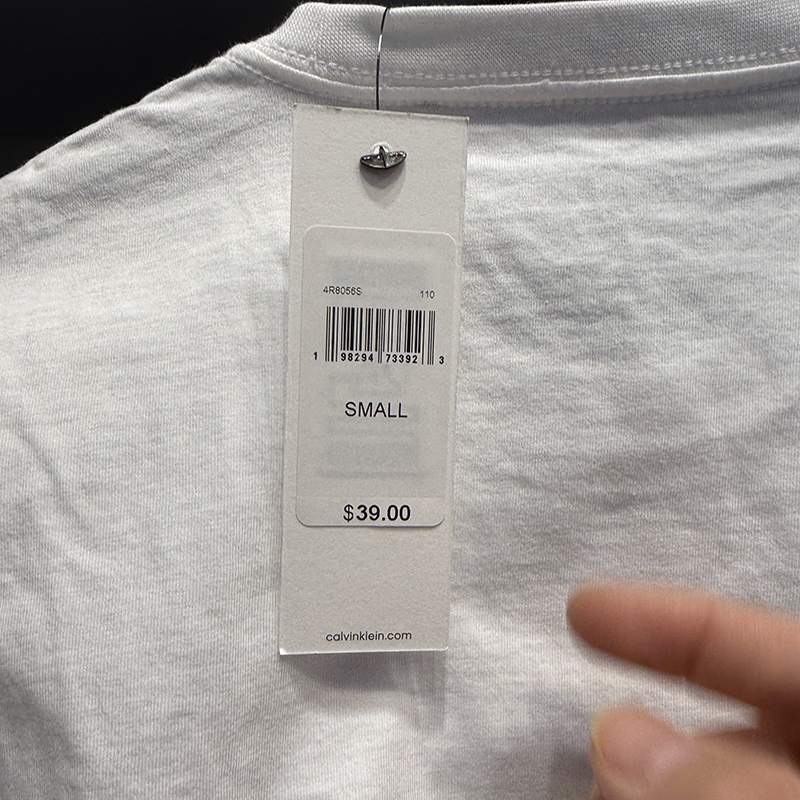 4R8056S 110
1 98294 73392 3
SMALL
$39.00
calvinklein.com